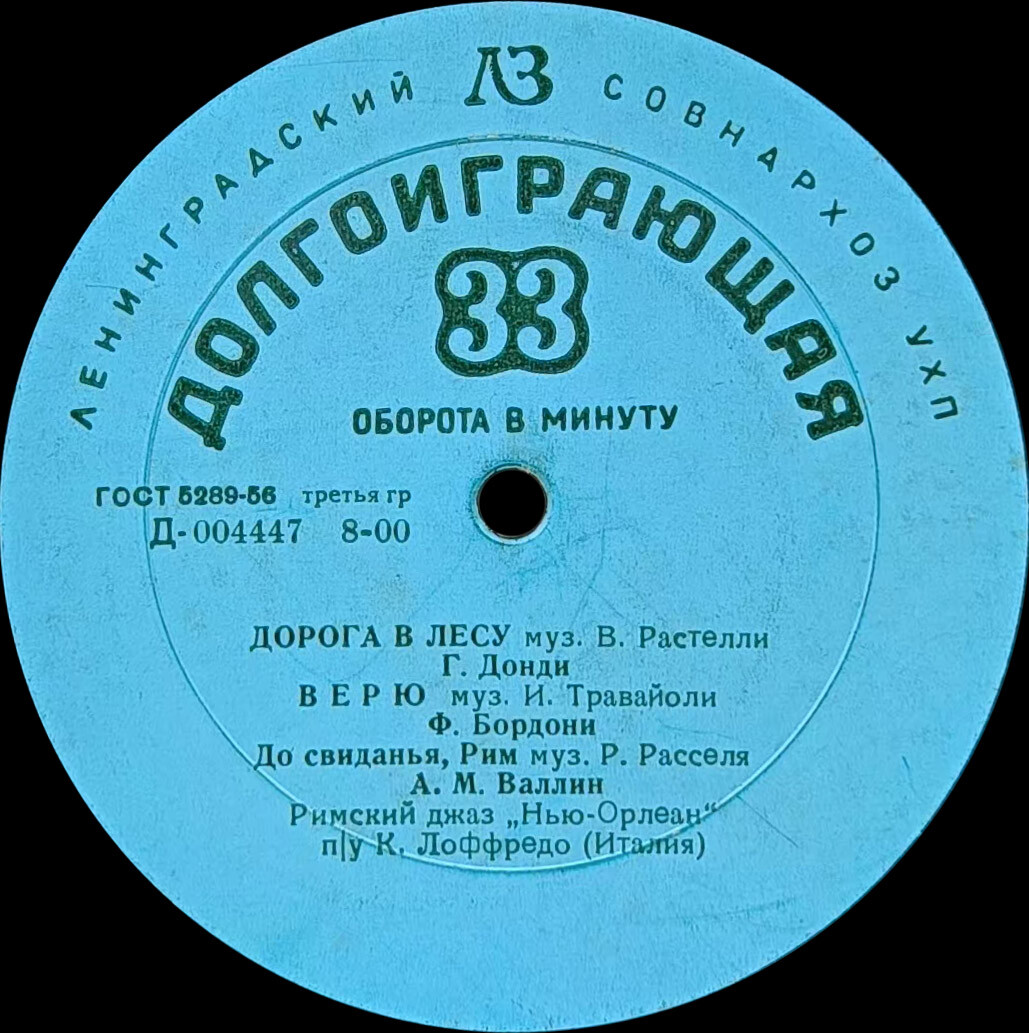 ЛЕНИНГРАДСКИЙ ЛЗ СОВНАРХОЗ УХП
ДОЛГОИГРАЮЩАЯ
33
ОБОРОТА В МИНУТУ
ГОСТ 5289-56 третья гр
Д-004447 8-00
ДОРОГА В ЛЕСУ муз. В. Растелли
Г. Донди
ВЕРЮ муз. И. Травайоли
Ф. Бордони
До свиданья, Рим муз. Р. Расселя
А. М. Валлин
Римский джаз „Нью-Орлеан“
п/у К. Лоффредо (Италия)